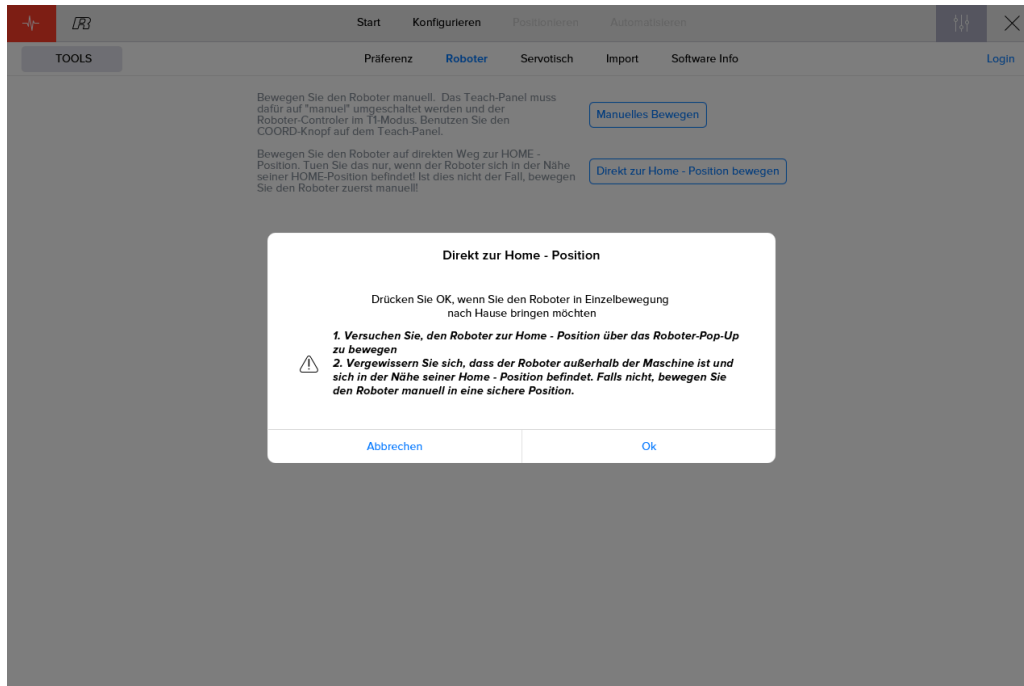 Start Konfigurieren Positionieren Automatisieren
TOOLS Präferenz Roboter Servotisch Import Software Info Login
Bewegen Sie den Roboter manuell. Das Teach-Panel muss
dafür auf "manuel" umgeschaltet werden und der
Roboter-Controler im T1-Modus. Benutzen Sie den
COORD-Knopf auf dem Teach-Panel.
Manuelles Bewegen
Bewegen Sie den Roboter auf direkten Weg zur HOME -
Position. Tuen Sie das nur, wenn der Roboter sich in der Nähe
seiner HOME-Position befindet! Ist dies nicht der Fall, bewegen
Sie den Roboter zuerst manuell!
Direkt zur Home - Position bewegen
Direkt zur Home - Position
Drücken Sie OK, wenn Sie den Roboter in Einzelbewegung
nach Hause bringen möchten
1. Versuchen Sie, den Roboter zur Home - Position über das Roboter-Pop-Up
zu bewegen
2. Vergewissern Sie sich, dass der Roboter außerhalb der Maschine ist und
sich in der Nähe seiner Home - Position befindet. Falls nicht, bewegen Sie
den Roboter manuell in eine sichere Position.
Abbrechen Ok